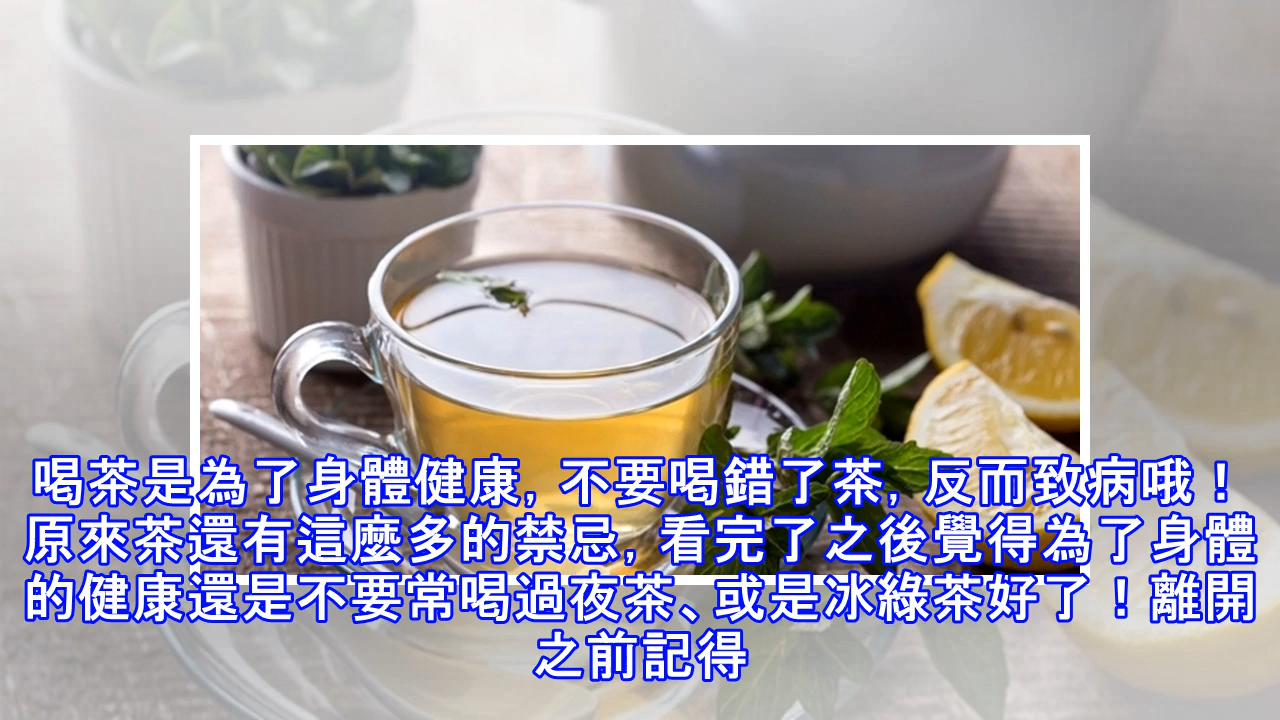 喝茶是為了身體健康, 不要喝錯了茶, 反而致病哦！
原來茶還有這麼多的禁忌, 看完了之後覺得為了身體
的健康還是不要常喝過夜茶、或是冰綠茶好了！離開
之前記得